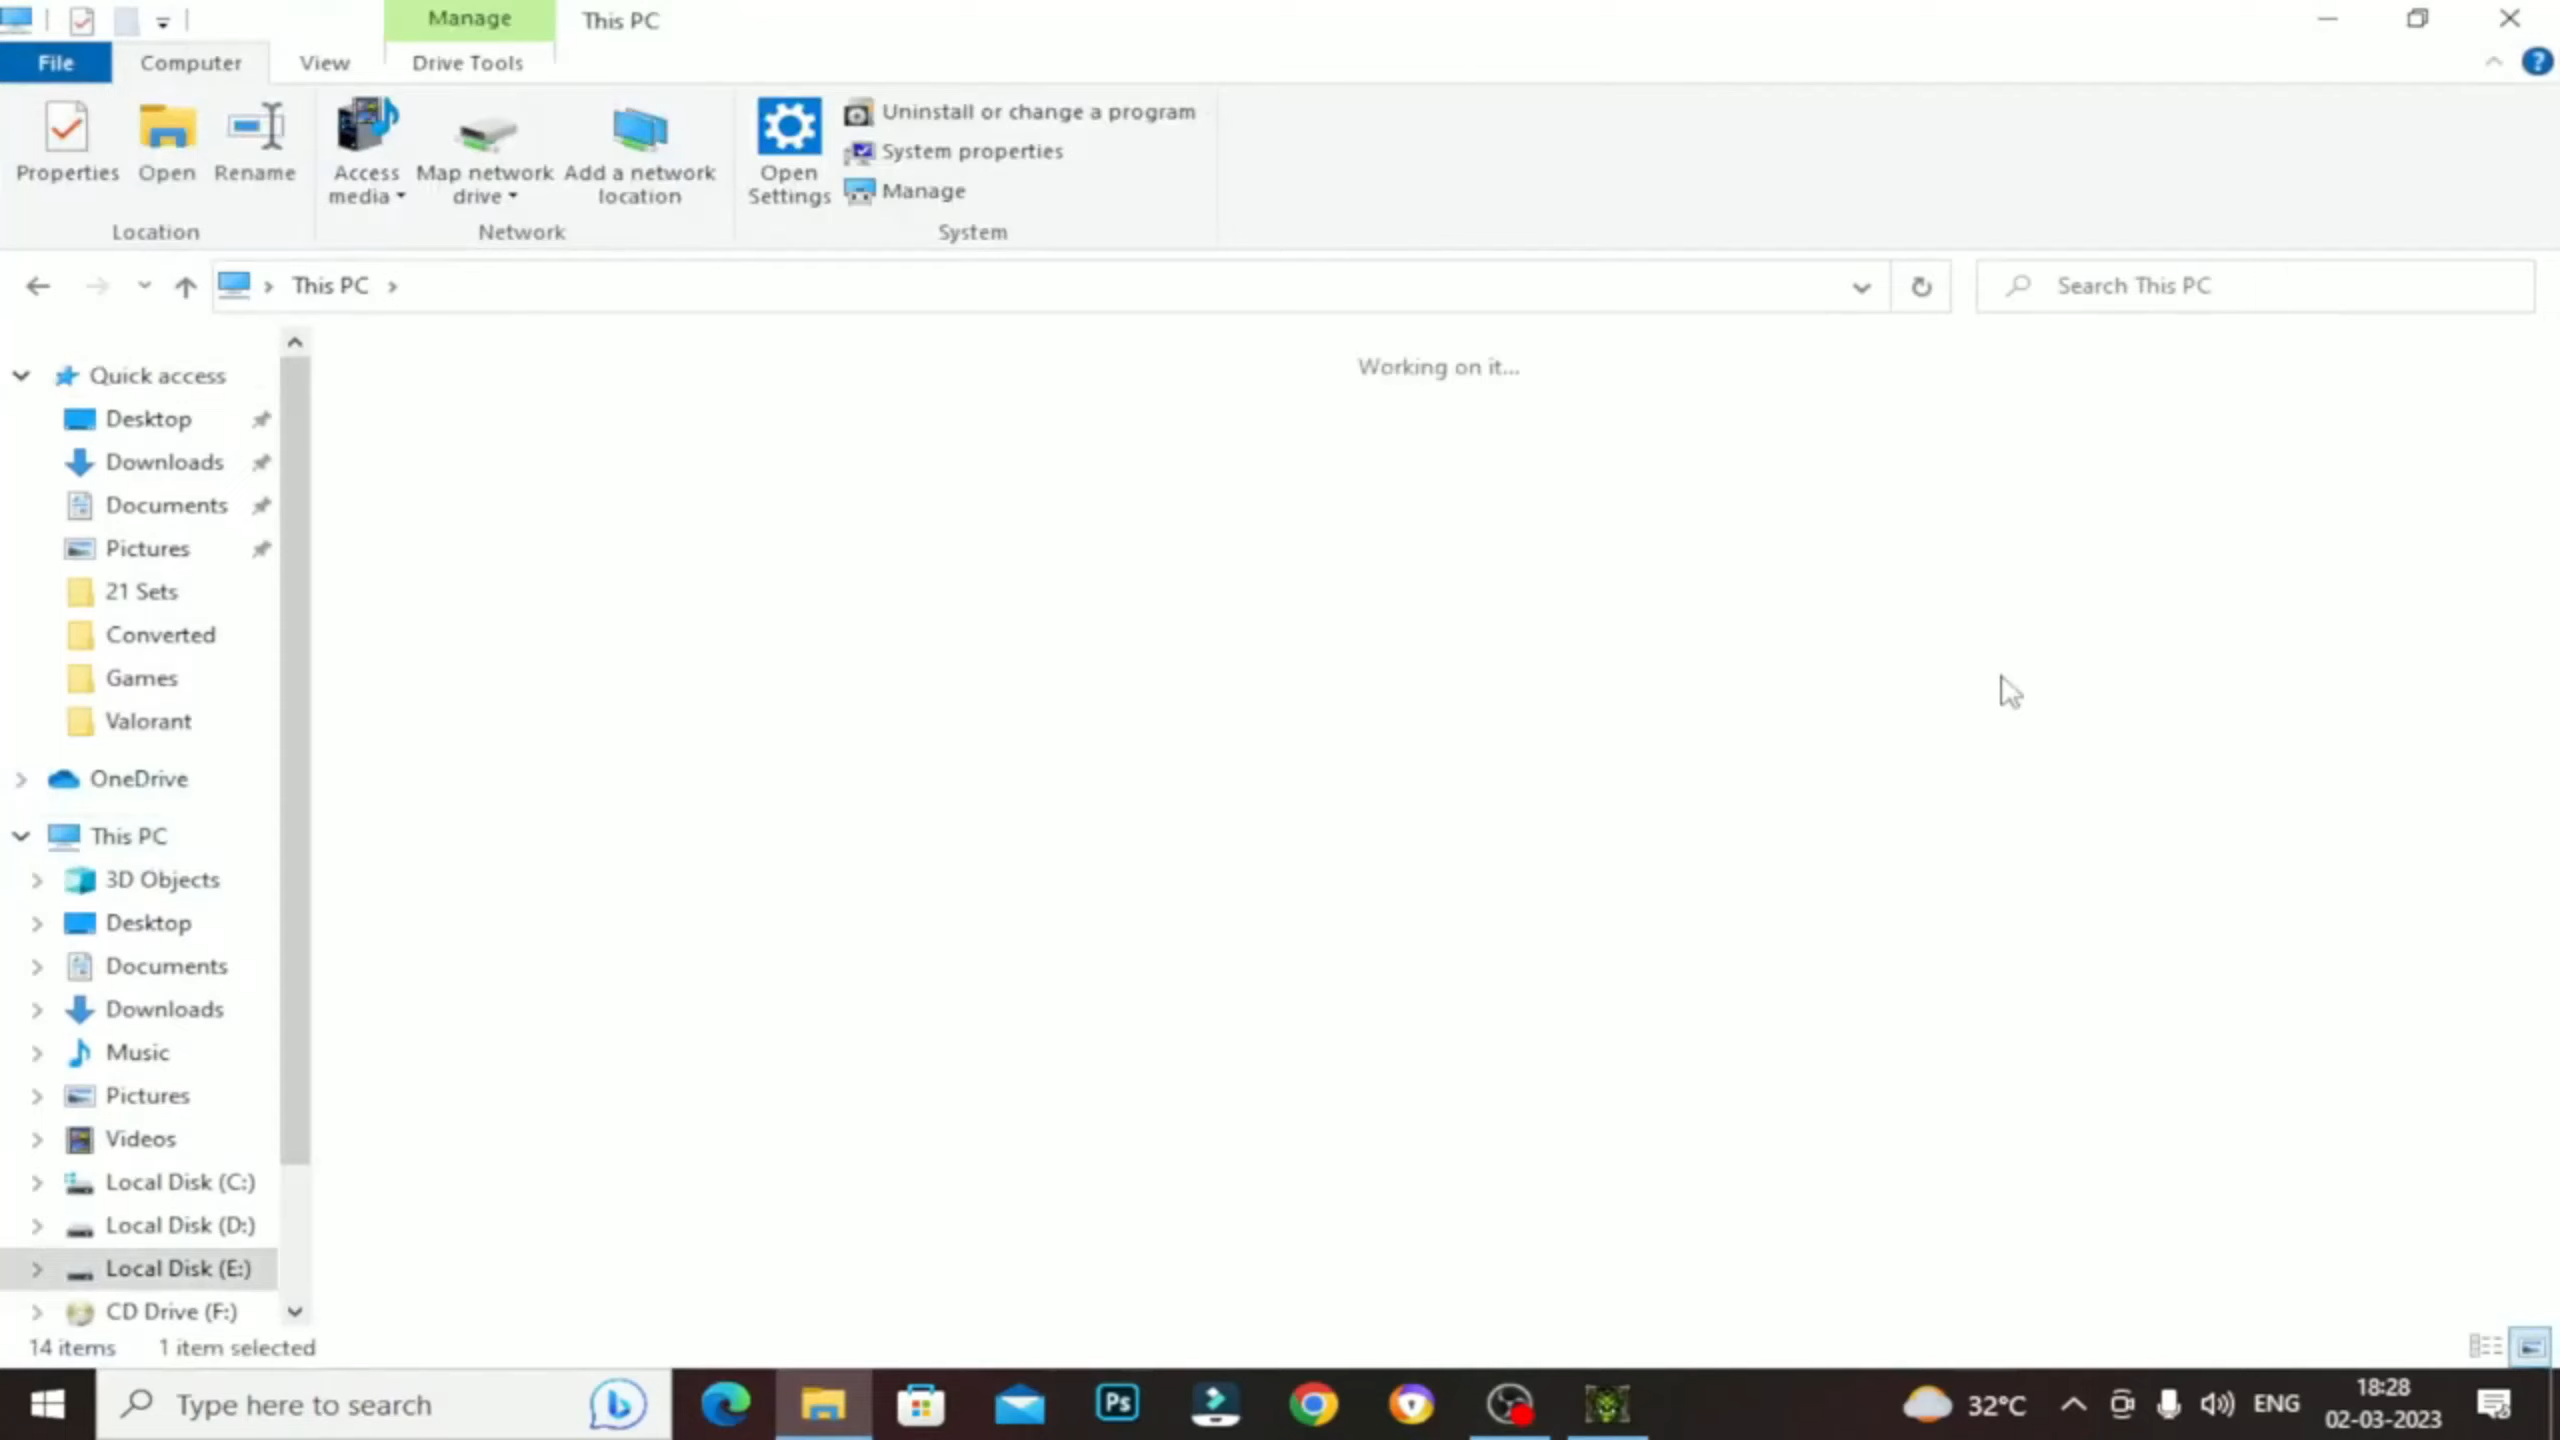 Manage
This PC
File
Computer
View
Drive Tools
Properties
Open
Rename
Access media
Map network drive
Add a network location
Open Settings
Uninstall or change a program
System properties
Manage
Location
Network
System
This PC
Search This PC
Working on it...
Quick access
Desktop
Downloads
Documents
Pictures
21 Sets
Converted
Games
Valorant
OneDrive
This PC
3D Objects
Desktop
Documents
Downloads
Music
Pictures
Videos
Local Disk (C:)
Local Disk (D:)
Local Disk (E:)
CD Drive (F:)
14 items
1 item selected
Type here to search
Ps
32°C
ENG
18:28
02-03-2023